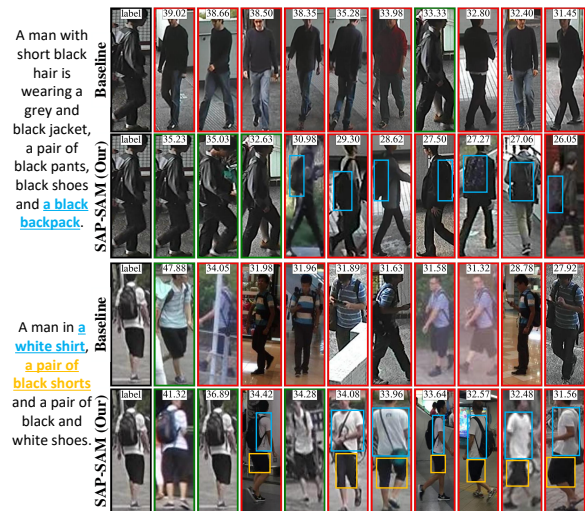 A man with
short black
hair is
wearing a
grey and
black jacket,
a pair of
black pants,
black shoes
and a black
backpack.
Baseline
label 39.02 38.66 38.50 38.35 35.28 33.98 33.33 32.80 32.40 31.45
SAP-SAM (Our)
label 35.23 35.03 32.63 30.98 29.30 28.62 27.50 27.27 27.06 26.05
A man in a
white shirt,
a pair of
black shorts
and a pair of
black and
white shoes.
Baseline
label 47.88 34.05 31.98 31.96 31.89 31.63 31.58 31.32 28.78 27.92
SAP-SAM (Our)
label 41.32 36.89 34.42 34.28 34.08 33.96 33.64 32.57 32.48 31.56